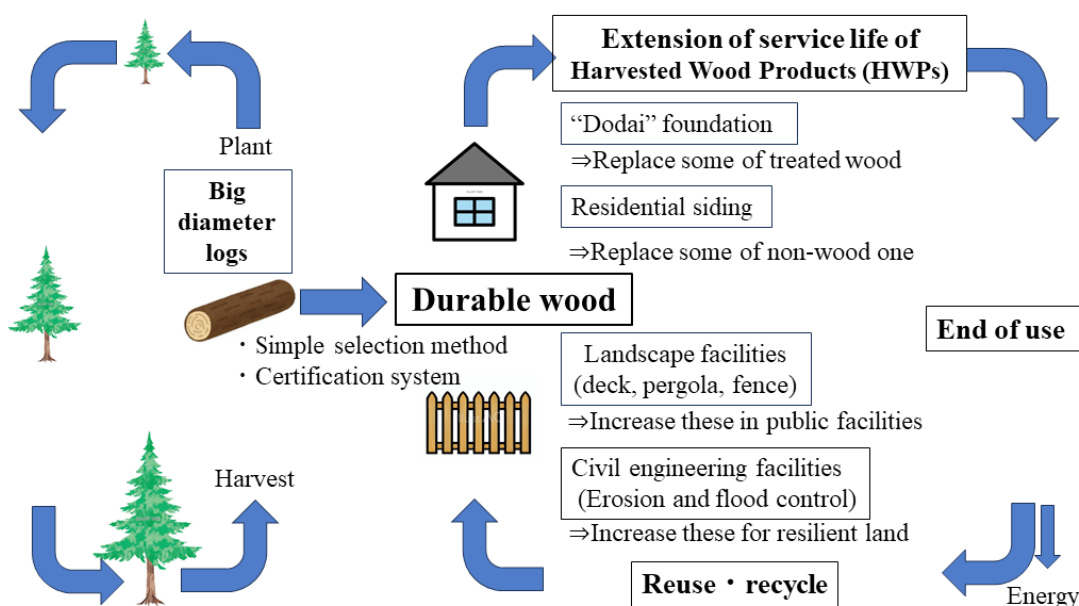 Extension of service life of
Harvested Wood Products (HWPs)
Plant
Big
diameter
logs
“Dodai” foundation
⇒Replace some of treated wood
Residential siding
⇒Replace some of non-wood one
Durable wood
・Simple selection method
・Certification system
End of use
Landscape facilities
(deck, pergola, fence)
⇒Increase these in public facilities
Civil engineering facilities
(Erosion and flood control)
⇒Increase these for resilient land
Harvest
Reuse・recycle
Energy